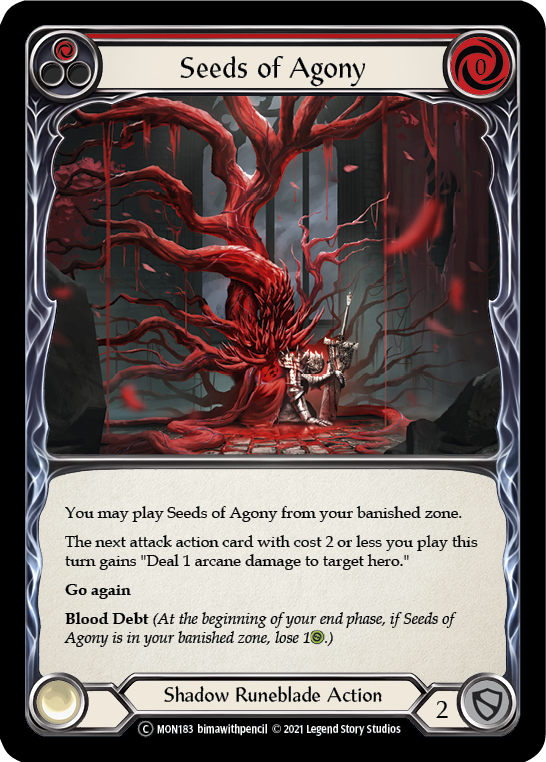 Seeds of Agony
0
You may play Seeds of Agony from your banished zone.
The next attack action card with cost 2 or less you play this
turn gains "Deal 1 arcane damage to target hero."
Go again
Blood Debt (At the beginning of your end phase, if Seeds of
Agony is in your banished zone, lose 1.)
Shadow Runeblade Action
2
C MON183 bimawithpencil © 2021 Legend Story Studios